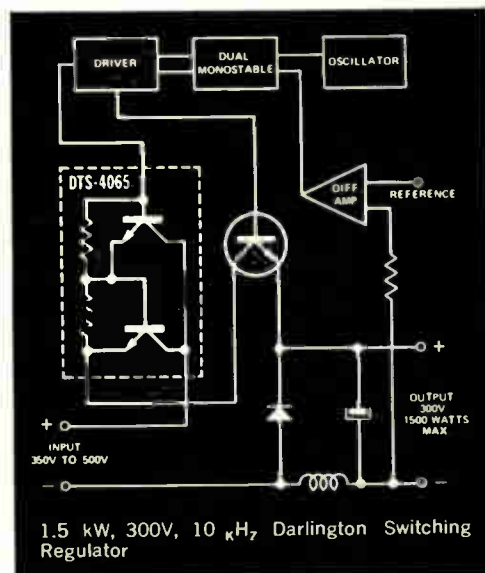 DRIVER
DUAL
MONOSTABLE
OSCILLATOR
DTS-4065
DIFF
AMP
REFERENCE
+
+
INPUT
350V TO 500V
OUTPUT
300V
1500 WATTS
MAX
–
–
1.5 kW, 300V, 10 KHz Darlington Switching
Regulator